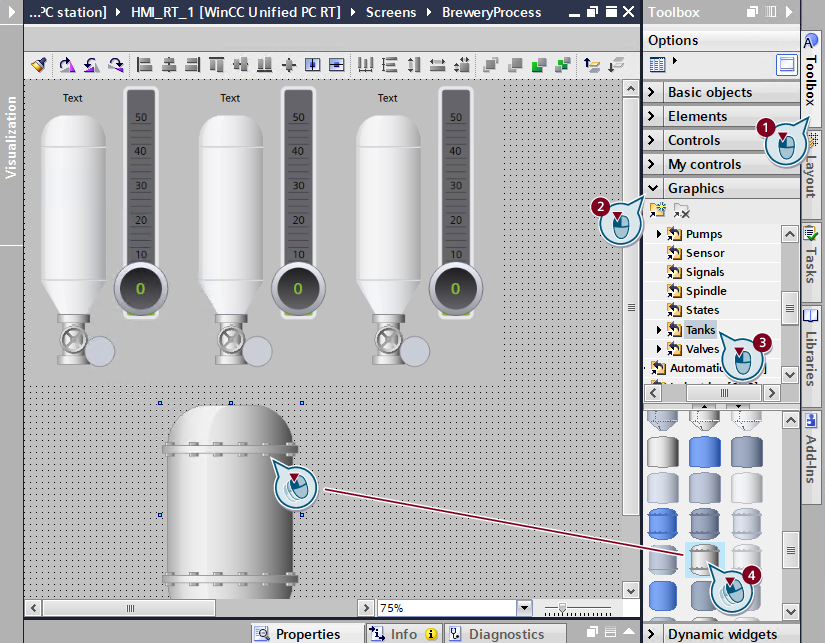 ...PC station] ▸ HMI_RT_1 [WinCC Unified PC RT] ▸ Screens ▸ BreweryProcess
Toolbox
Options
Visualization
Text
50
40
30
20
10
0
Text
50
40
30
20
10
0
Text
50
40
30
20
10
0
Basic objects
Elements
1
Controls
My controls
Graphics
2
Pumps
Sensor
Signals
Spindle
States
Tanks
3
Valves
4
Dynamic widgets
Toolbox
Layout
Tasks
Libraries
Add-Ins
75%
Properties
Info
Diagnostics